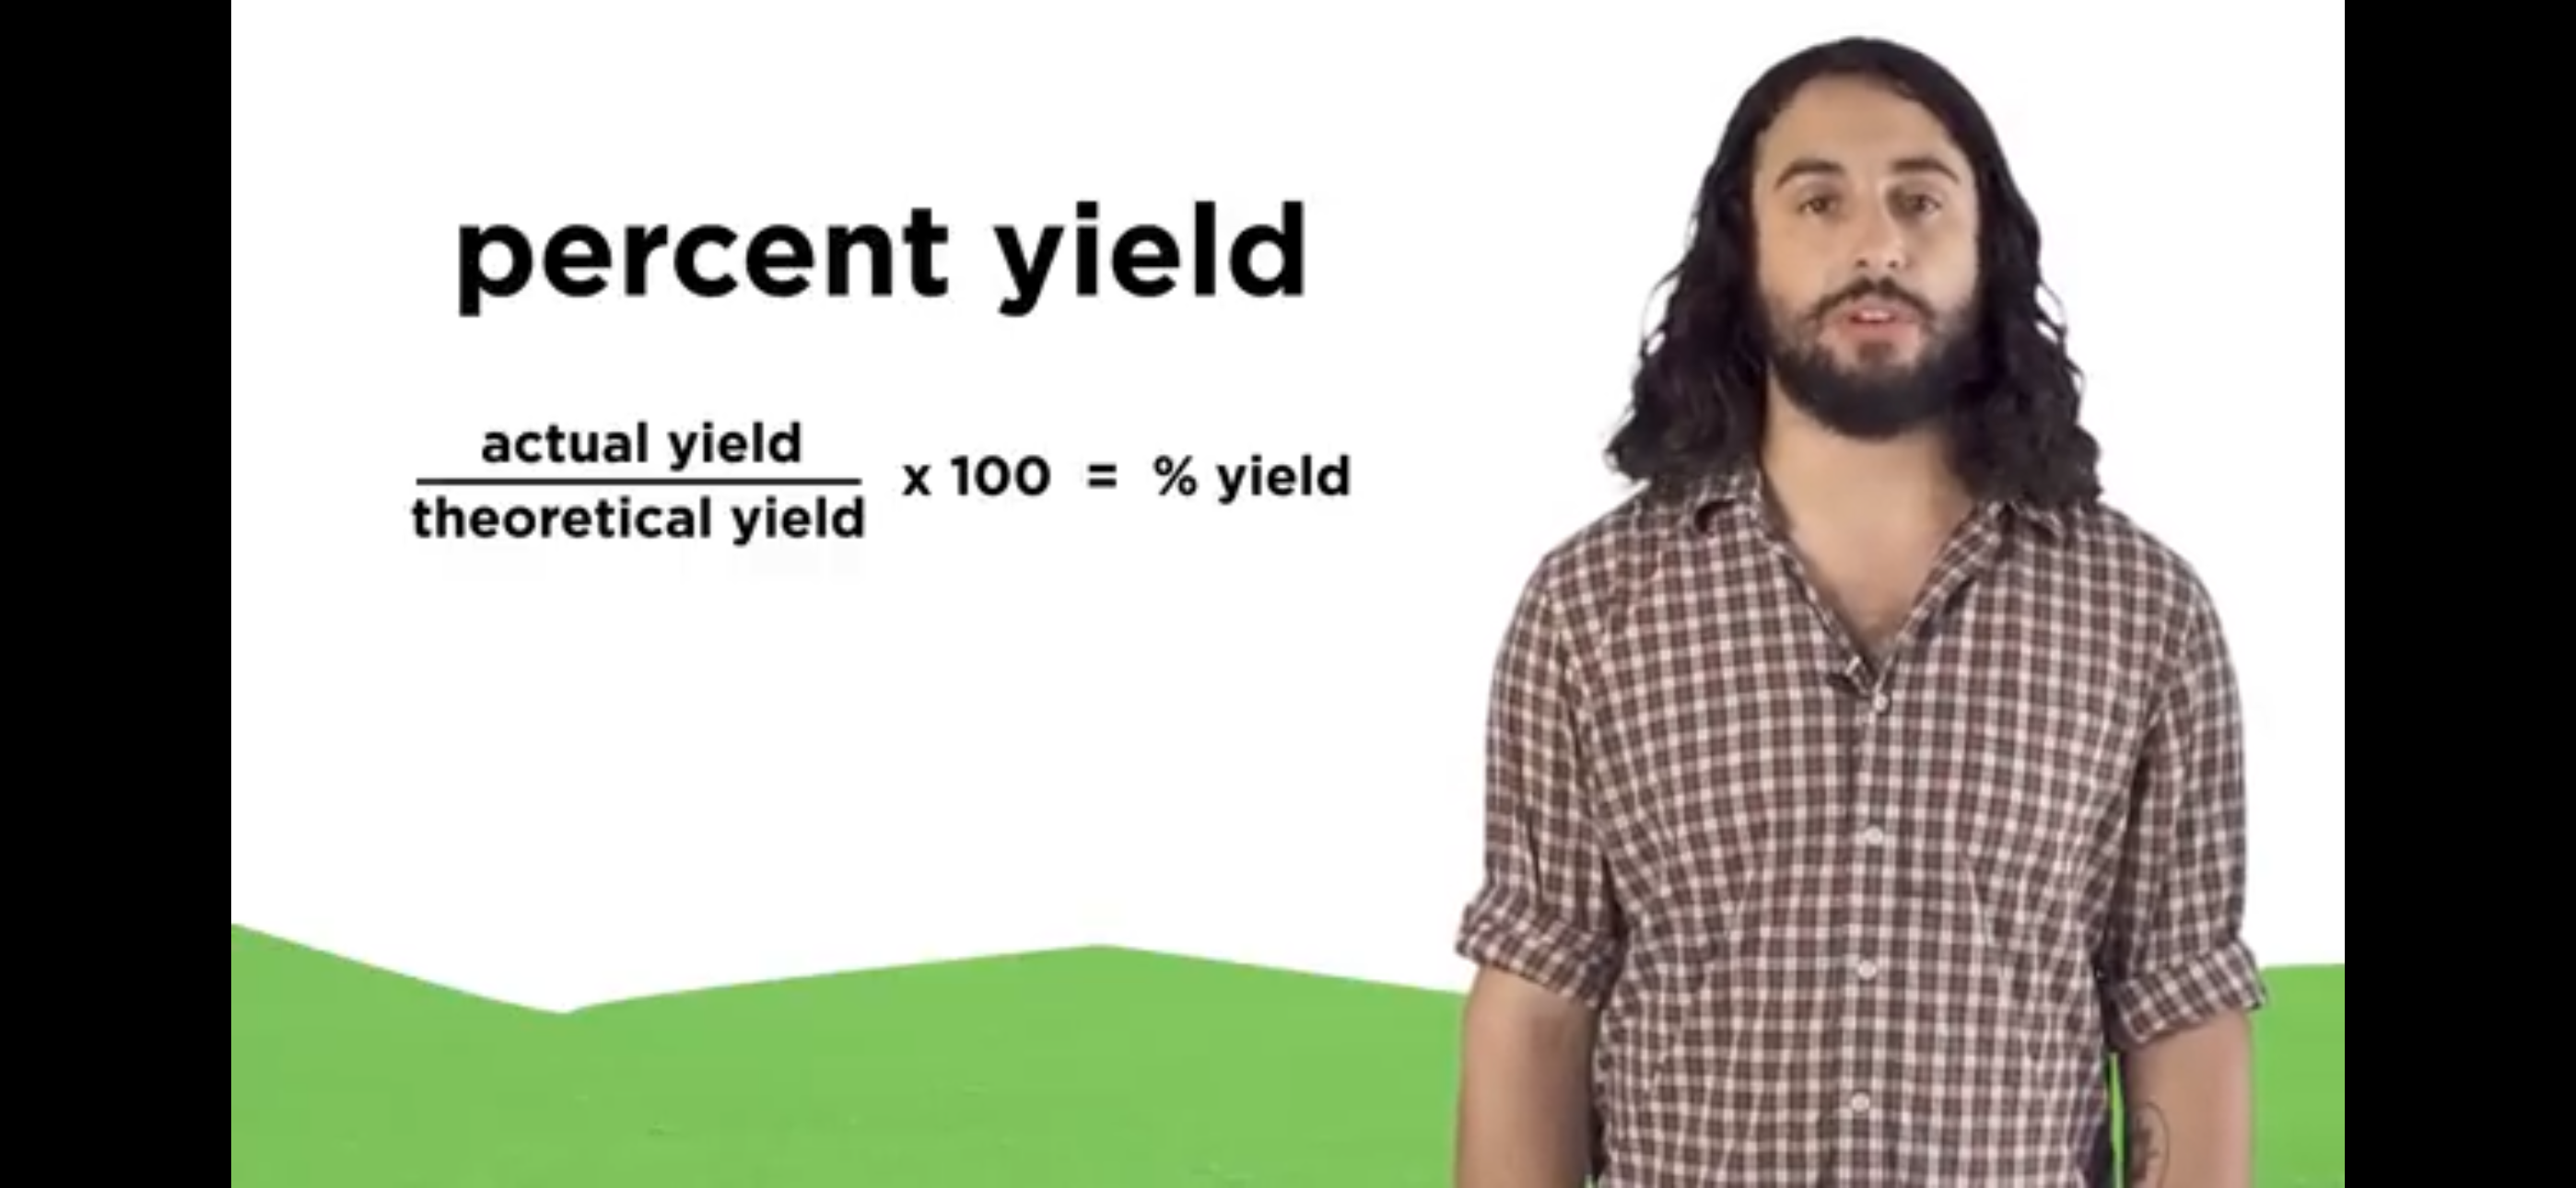 percent yield
actual yield
theoretical yield
x 100 = % yield